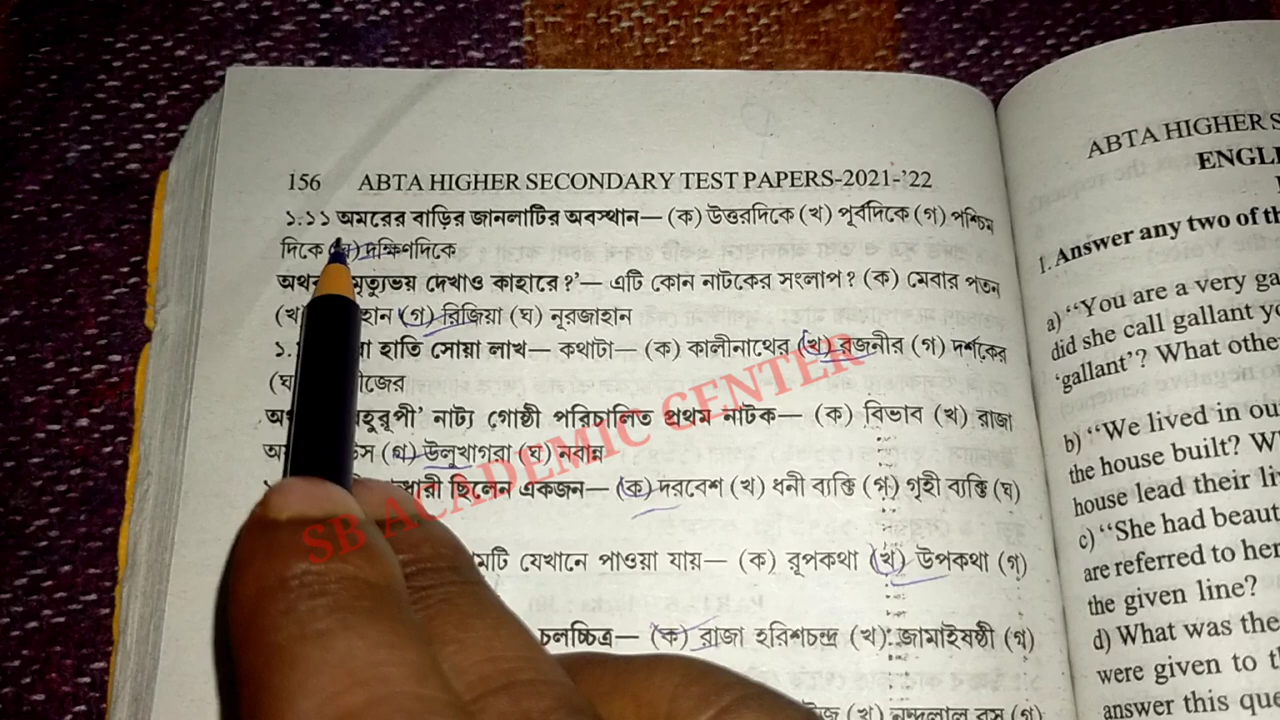 156 ABTA HIGHER SECONDARY TEST PAPERS-2021-'22
১.১১ অমরের বাড়ির জানলাটির অবস্থান— (ক) উত্তরদিকে (খ) পূর্বদিকে (গ) পশ্চিম
দিকে (ঘ) দক্ষিণদিকে
মৃত্যুভয় দেখাও কাহারে ?'— এটি কোন নাটকের সংলাপ? (ক) মেবার পতন
(খ) (গ) রিজিয়া (ঘ) নূরজাহান
হাতি সোয়া লাখ— কথাটা— (ক) কালীনাথের (খ) রজনীর (গ) দর্শকের
নাট্য গোষ্ঠী পরিচালিত প্রথম নাটক— (ক) বিভাব (খ) রাজা
(গ) উলুখাগরা (ঘ) নবান্ন
ছিলেন একজন— (ক) দরবেশ (খ) ধনী ব্যক্তি (গ) গৃহী ব্যক্তি (ঘ)
যেখানে পাওয়া যায়— (ক) রূপকথা (খ) উপকথা (গ)
চলচ্চিত্র— (ক) রাজা হরিশচন্দ্র (খ) জামাইষষ্ঠী (গ)
(খ) নন্দলাল বসু (গ)
SB ACADEMIC CENTER
ABTA HIGHER
ENGL
1. Answer any two of th
a) "You are a very ga
did she call gallant
'gallant'? What othe
b) "We lived in ou
the house built?
house lead their
c) "She had beaut
are referred to her
the given line?
d) What was the
were given to
answer this que